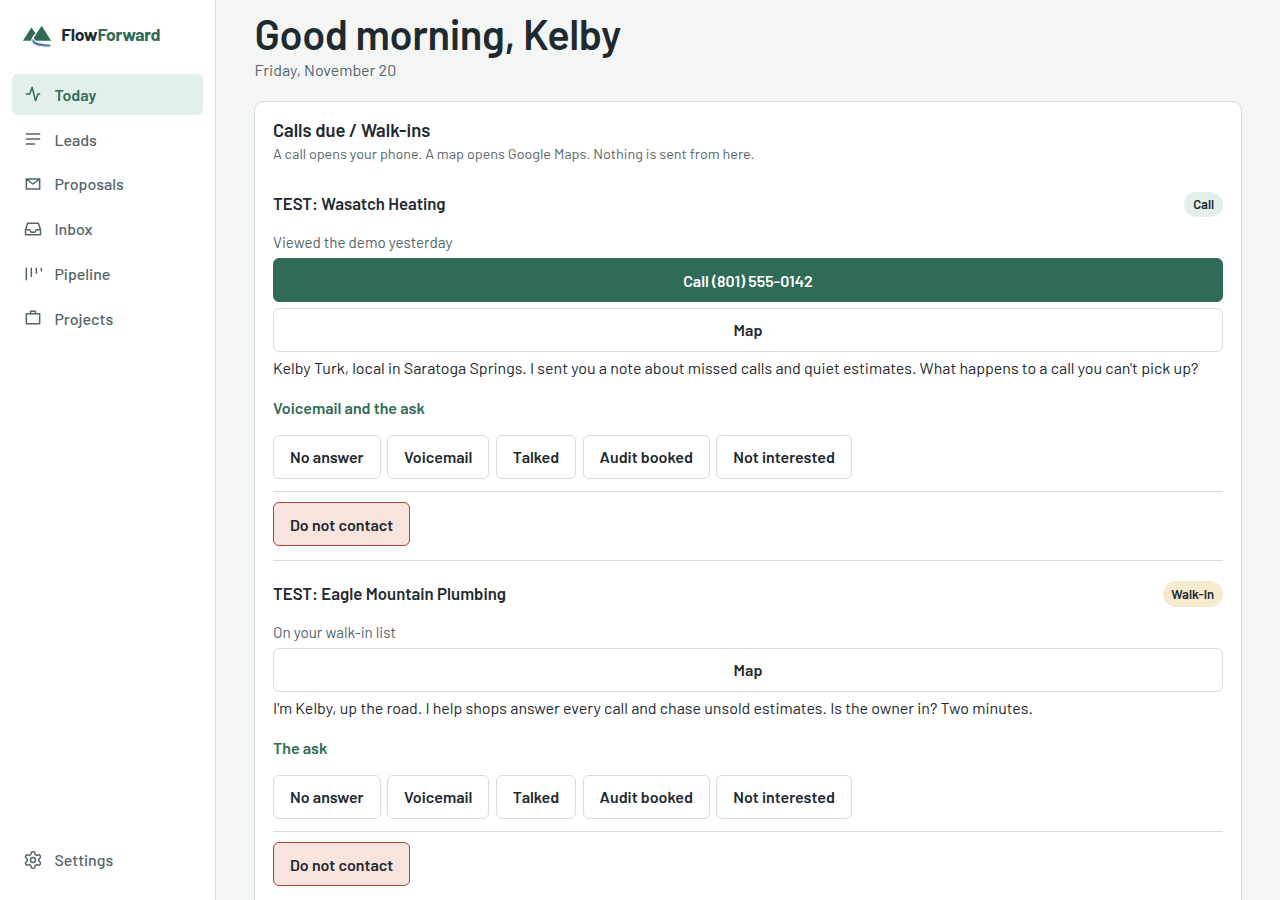 FlowForward
Today
Leads
Proposals
Inbox
Pipeline
Projects
Settings
Good morning, Kelby
Friday, November 20
Calls due / Walk-ins
A call opens your phone. A map opens Google Maps. Nothing is sent from here.
TEST: Wasatch Heating
Call
Viewed the demo yesterday
Call (801) 555-0142
Map
Kelby Turk, local in Saratoga Springs. I sent you a note about missed calls and quiet estimates. What happens to a call you can't pick up?
Voicemail and the ask
No answer Voicemail Talked Audit booked Not interested
Do not contact
TEST: Eagle Mountain Plumbing
Walk-In
On your walk-in list
Map
I'm Kelby, up the road. I help shops answer every call and chase unsold estimates. Is the owner in? Two minutes.
The ask
No answer Voicemail Talked Audit booked Not interested
Do not contact